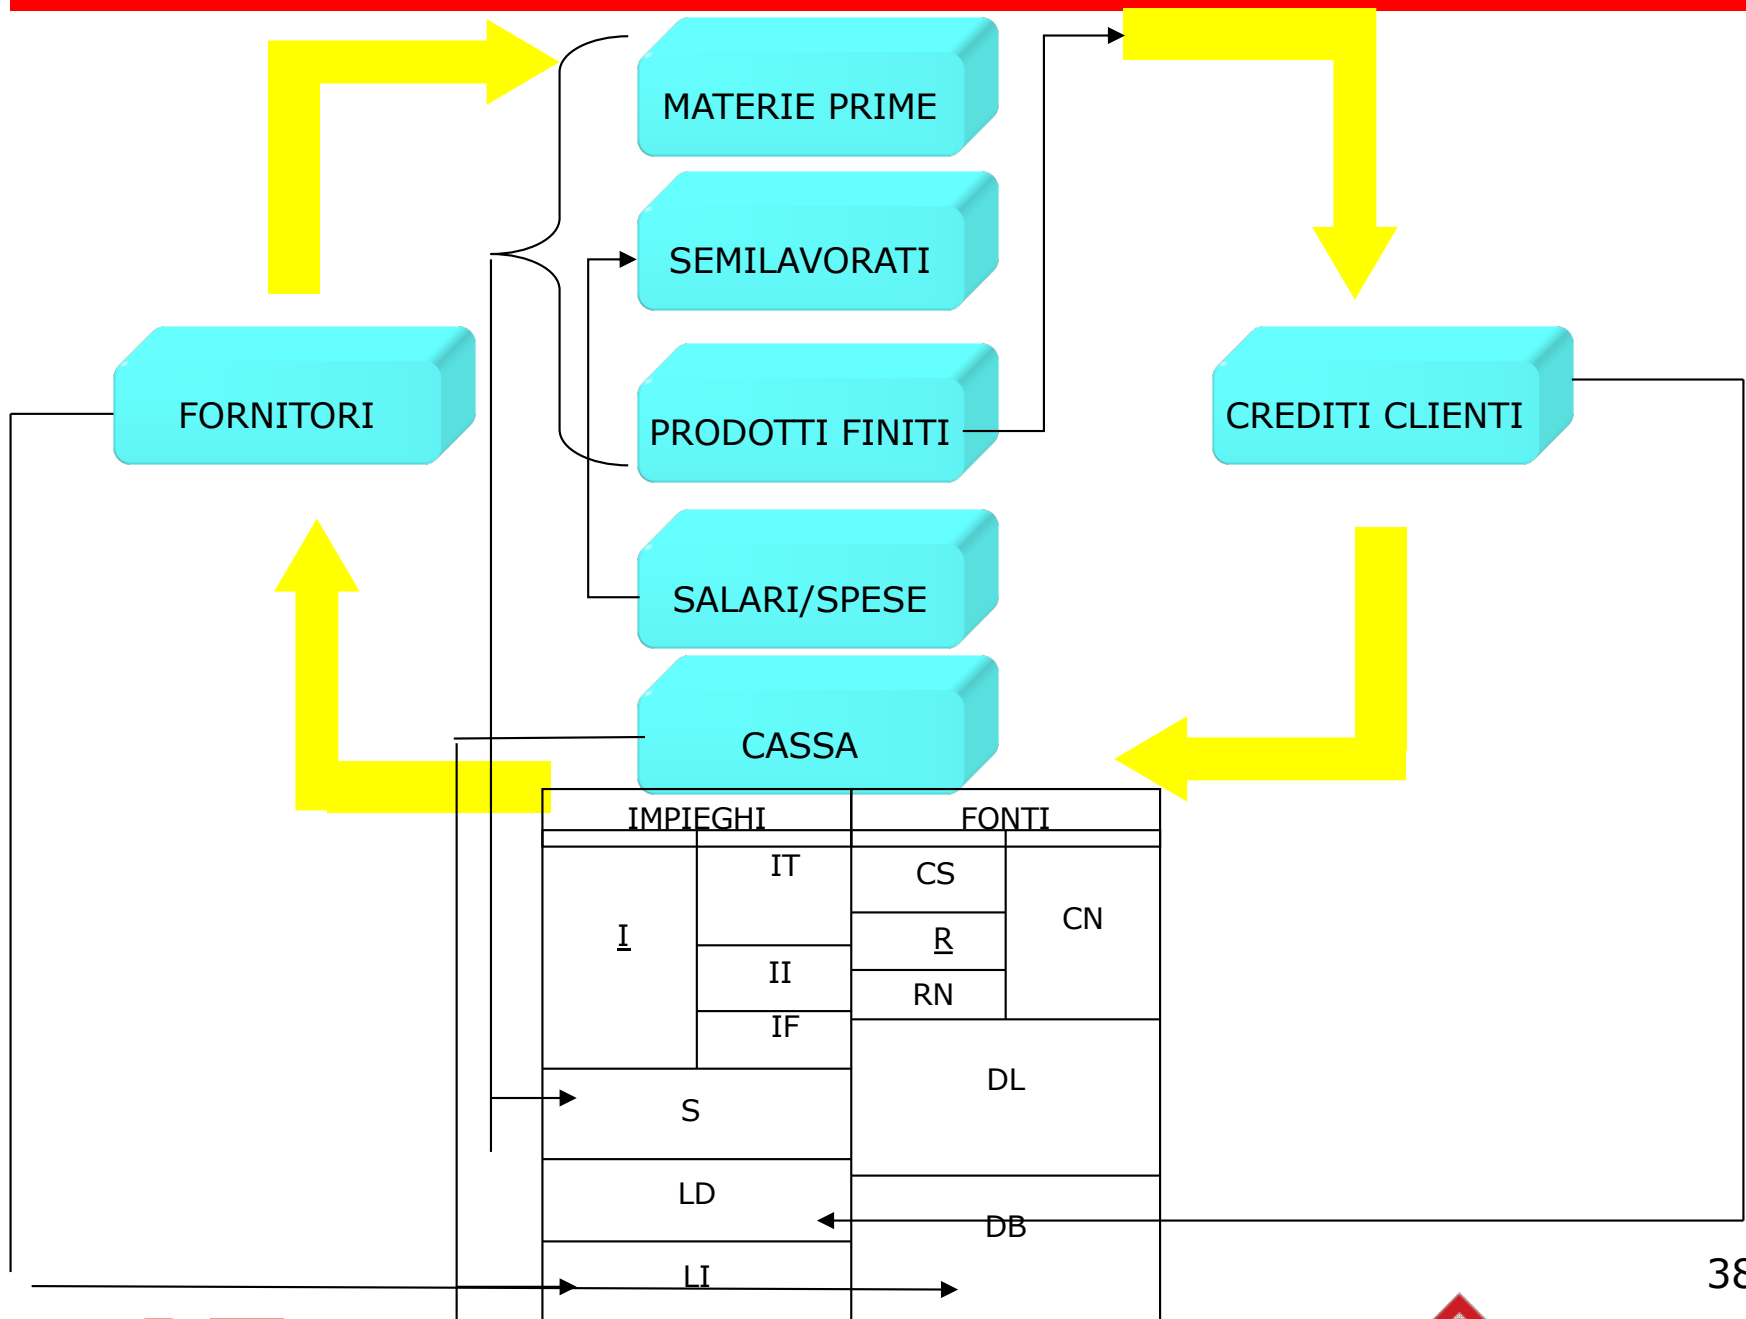 MATERIE PRIME
SEMILAVORATI
FORNITORI
PRODOTTI FINITI
CREDITI CLIENTI
SALARI/SPESE
CASSA
IMPIEGHI
FONTI
I
IT
II
IF
CS
R
RN
CN
S
DL
LD
DB
LI
38